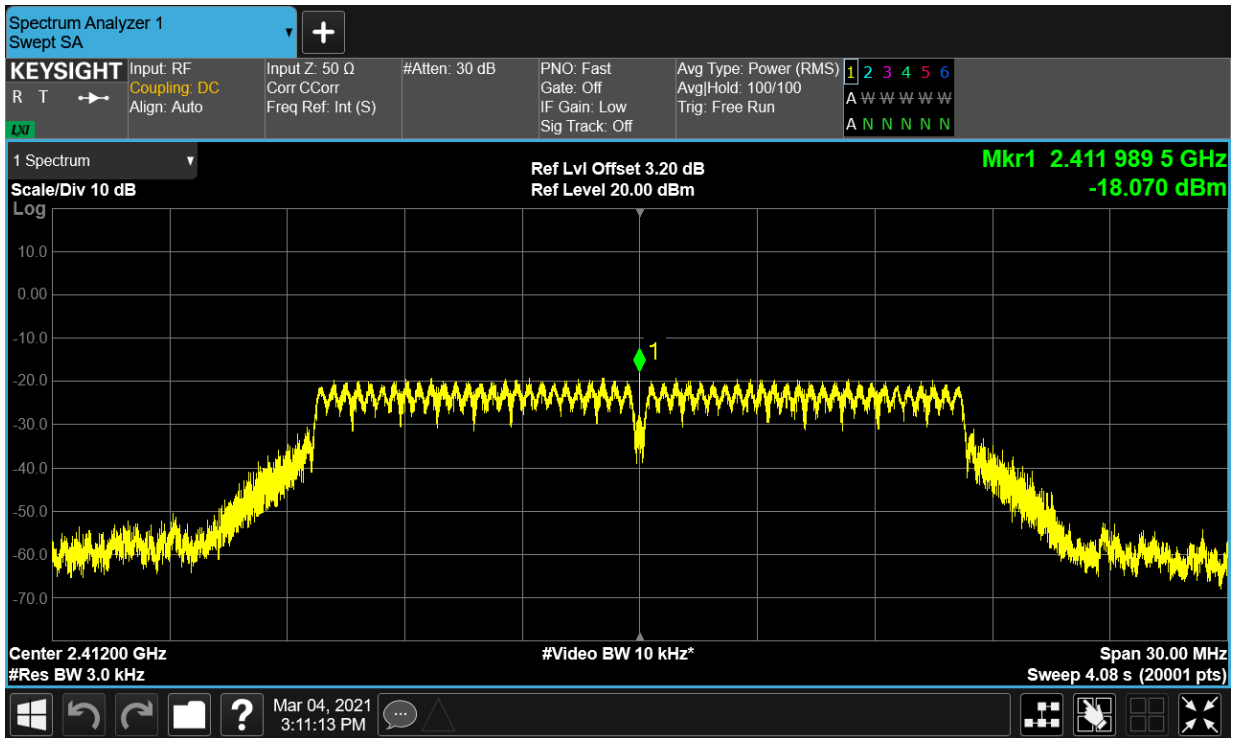 Spectrum Analyzer 1
Swept SA
KEYSIGHT
R T
LXI
Input: RF
Coupling: DC
Align: Auto
Input Z: 50 Ω
Corr CCorr
Freq Ref: Int (S)
#Atten: 30 dB
PNO: Fast
Gate: Off
IF Gain: Low
Sig Track: Off
Avg Type: Power (RMS)
Avg|Hold: 100/100
Trig: Free Run
1 2 3 4 5 6
A W W W W W
A N N N N N
1 Spectrum
Scale/Div 10 dB
Log
Ref Lvl Offset 3.20 dB
Ref Level 20.00 dBm
Mkr1 2.411 989 5 GHz
-18.070 dBm
10.0
0.00
-10.0
1
-20.0
-30.0
-40.0
-50.0
-60.0
-70.0
Center 2.41200 GHz
#Res BW 3.0 kHz
#Video BW 10 kHz*
Span 30.00 MHz
Sweep 4.08 s (20001 pts)
?
Mar 04, 2021
3:11:13 PM